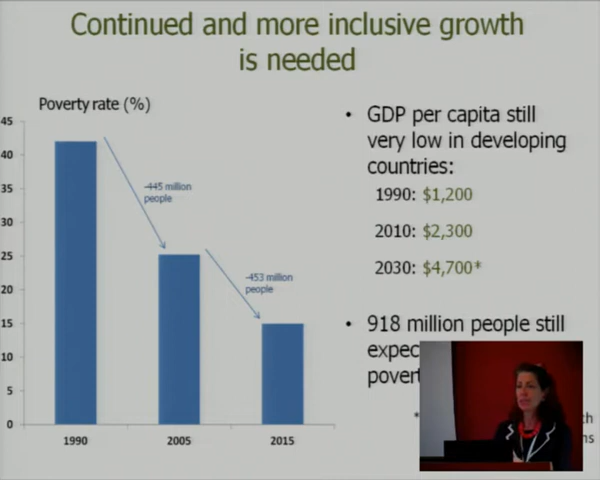 Continued and more inclusive growth
is needed
Poverty rate (%)
45
40
35
30
25
20
15
10
5
0
-445 million
people
-453 million
people
1990
2005
2015
• GDP per capita still
very low in developing
countries:
1990: $1,200
2010: $2,300
2030: $4,700*
• 918 million people still
*